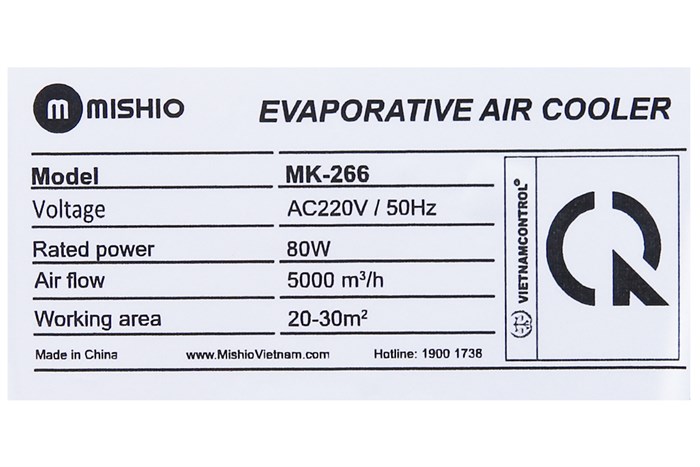 m MISHIO EVAPORATIVE AIR COOLER
Model MK-266
Voltage AC220V / 50Hz
Rated power 80W
Air flow 5000 m³/h
Working area 20-30m²
Made in China www.MishioVietnam.com Hotline: 1900 1738
VIETNAMCONTROL®
CR